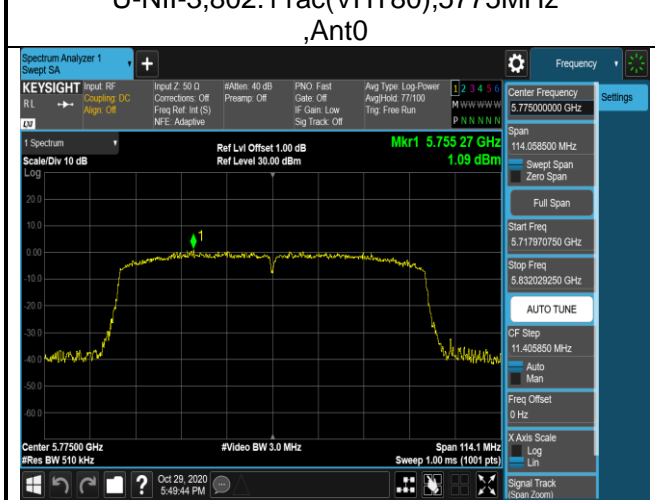 U-NII-3,802.11ac(VHT80),5775MHz
,Ant0
Spectrum Analyzer 1
Swept SA
Frequency
KEYSIGHT
RL
LXI
Input: RF
Coupling: DC
Align: Off
Input Z: 50 Ω
Corrections: Off
Freq Ref: Int (S)
NFE: Adaptive
#Atten: 40 dB
Preamp: Off
PNO: Fast
Gate: Off
IF Gain: Low
Sig Track: Off
Avg Type: Log-Power
Avg|Hold: 77/100
Trig: Free Run
1 2 3 4 5 6
M W W W W W
P N N N N N
1 Spectrum
Scale/Div 10 dB
Log
Ref Lvl Offset 1.00 dB
Ref Level 30.00 dBm
Mkr1 5.755 27 GHz
1.09 dBm
1
20.0
10.0
0.00
-10.0
-20.0
-30.0
-40.0
-50.0
-60.0
Center 5.77500 GHz
#Res BW 510 kHz
#Video BW 3.0 MHz
Span 114.1 MHz
Sweep 1.00 ms (1001 pts)
Oct 29, 2020
5:49:44 PM
Center Frequency
5.775000000 GHz
Settings
Span
114.058500 MHz
Swept Span
Zero Span
Full Span
Start Freq
5.717970750 GHz
Stop Freq
5.832029250 GHz
AUTO TUNE
CF Step
11.405850 MHz
Auto
Man
Freq Offset
0 Hz
X Axis Scale
Log
Lin
Signal Track
(Span Zoom)